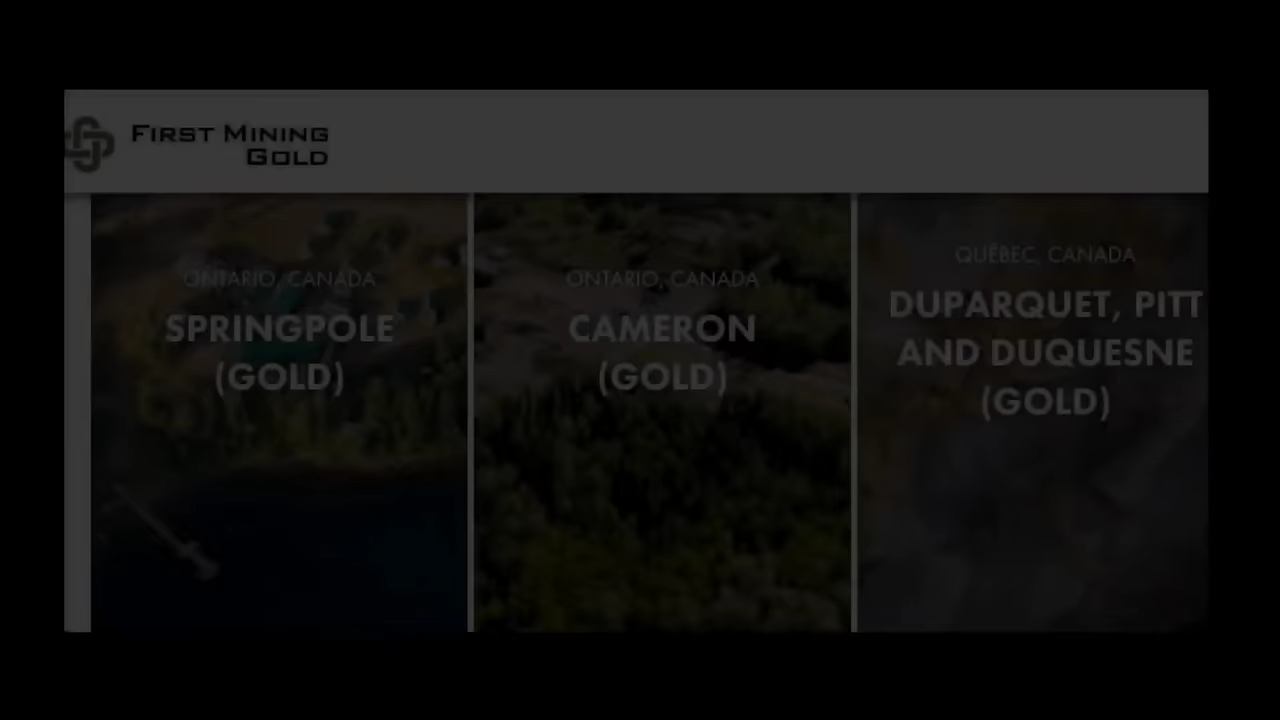 FIRST MINING
GOLD
ONTARIO, CANADA
SPRINGPOLE
(GOLD)
ONTARIO, CANADA
CAMERON
(GOLD)
QUÉBEC, CANADA
DUPARQUET, PITT
AND DUQUESNE
(GOLD)